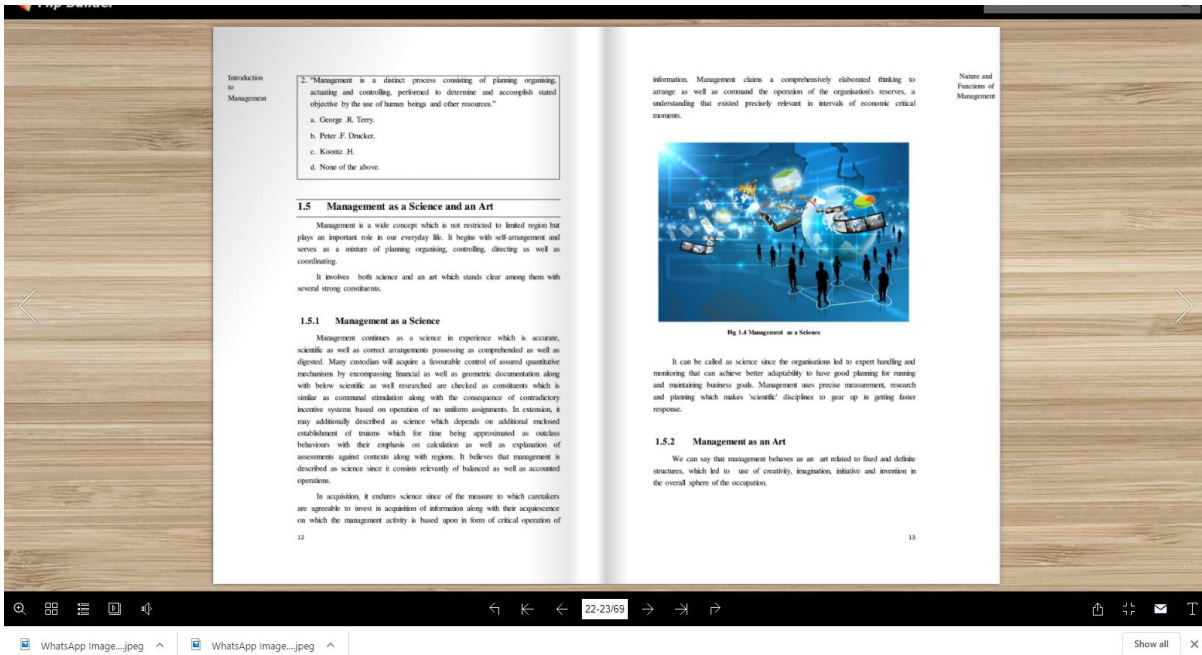 Flip Builder
Introduction
to
Management
2. "Management is a distinct process consisting of planning organising,
actuating and controlling, performed to determine and accomplish stated
objective by the use of human beings and other resources."
a. George .R. Terry.
b. Peter .F. Drucker.
c. Koontz .H.
d. None of the above.
1.5 Management as a Science and an Art
Management is a wide concept which is not restricted to limited region but
plays an important role in our everyday life. It begins with self-arrangement and
serves as a mixture of planning organising, controlling, directing as well as
coordinating.
It involves both science and an art which stands clear among them with
several strong constituents.
1.5.1 Management as a Science
Management continues as a science in experience which is accurate,
scientific as well as correct arrangements possessing as comprehended as well as
digested. Many custodian will acquire a favourable control of assured quantitative
mechanisms by encompassing financial as well as geometric documentation along
with below scientific as well researched are checked as constituents which is
similar as communal stimulation along with the consequence of contradictory
incentive systems based on operation of no uniform assignments. In extension, it
may additionally described as science which depends on additional enclosed
establishment of truisms which for time being approximated as outclass
behaviours with their emphasis on calculation as well as explanation of
assessments against contexts along with regions. It believes that management is
described as science since it consists relevantly of balanced as well as accounted
operations.
In acquisition, it endures science since of the measure to which caretakers
are agreeable to invest in acquisition of information along with their acquiescence
on which the management activity is based upon in form of critical operation of
12
information. Management claims a comprehensively elaborated thinking to
arrange as well as command the operation of the organisation's reserves, a
understanding that existed precisely relevant in intervals of economic critical
moments.
Nature and
Functions of
Management
Fig 1.4 Management as a Science
It can be called as science since the organisations led to expert handling and
monitoring that can achieve better adaptability to have good planning for running
and maintaining business goals. Management uses precise measurement, research
and planning which makes 'scientific' disciplines to gear up in getting faster
response.
1.5.2 Management as an Art
We can say that management behaves as an art related to fixed and definite
structures, which led to use of creativity, imagination, initiative and invention in
the overall sphere of the occupation.
13
22-23/69
WhatsApp Image....jpeg
WhatsApp Image....jpeg
Show all